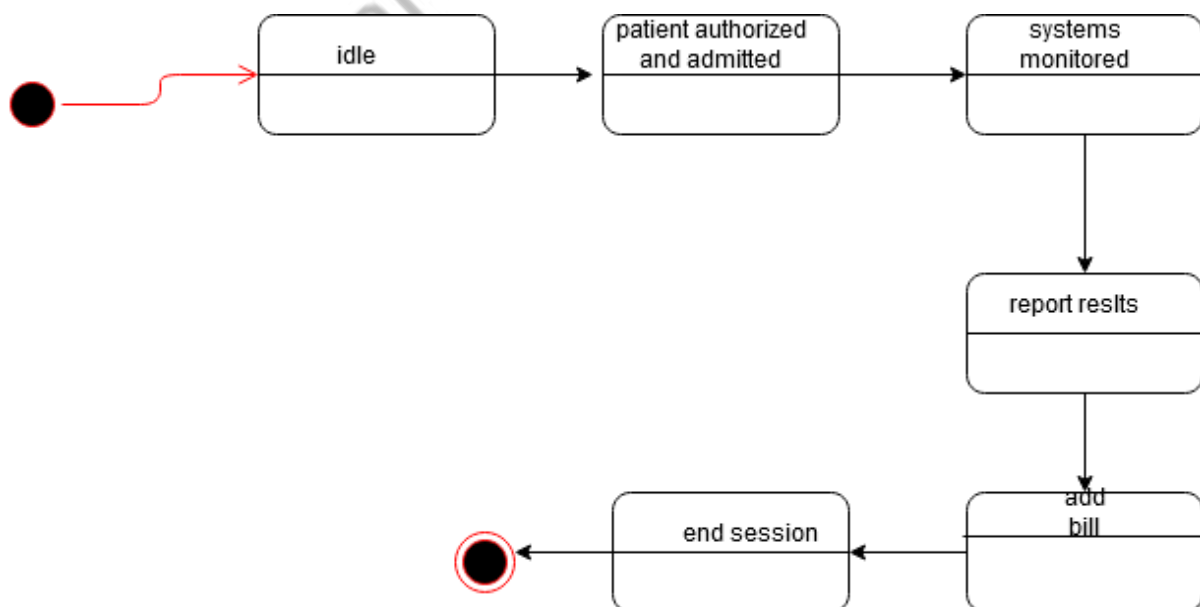 idle
patient authorized
and admitted
systems
monitored
report reslts
add
bill
end session